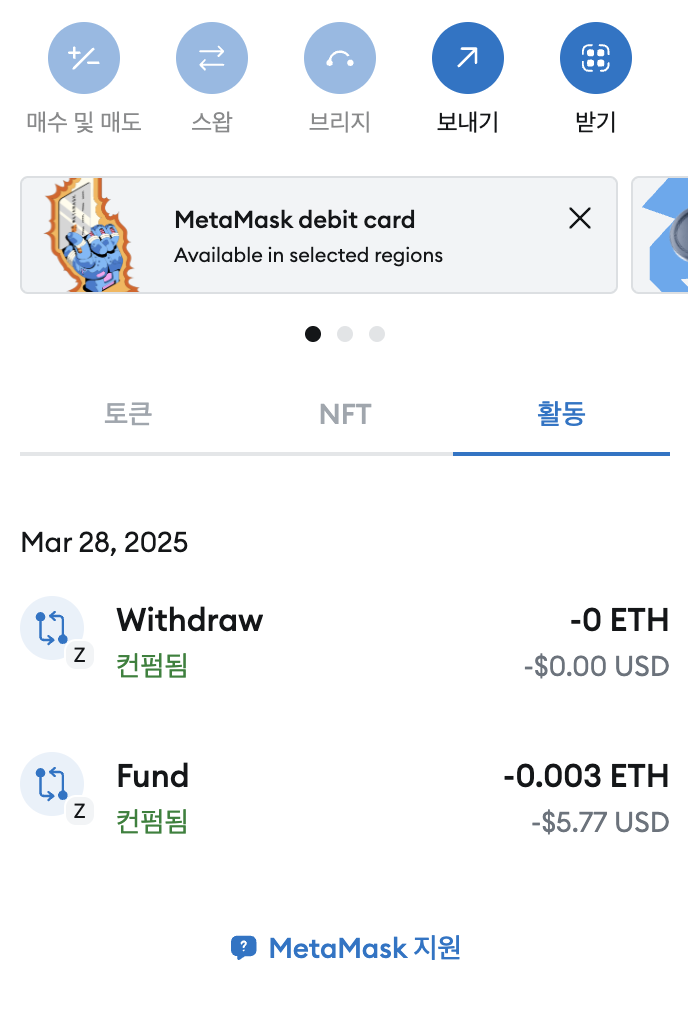 매수 및 매도
스왑
브리지
보내기
받기
MetaMask debit card
Available in selected regions
토큰
NFT
활동
Mar 28, 2025
Withdraw
-0 ETH
Z
컨펌됨
-$0.00 USD
Fund
-0.003 ETH
Z
컨펌됨
-$5.77 USD
MetaMask 지원